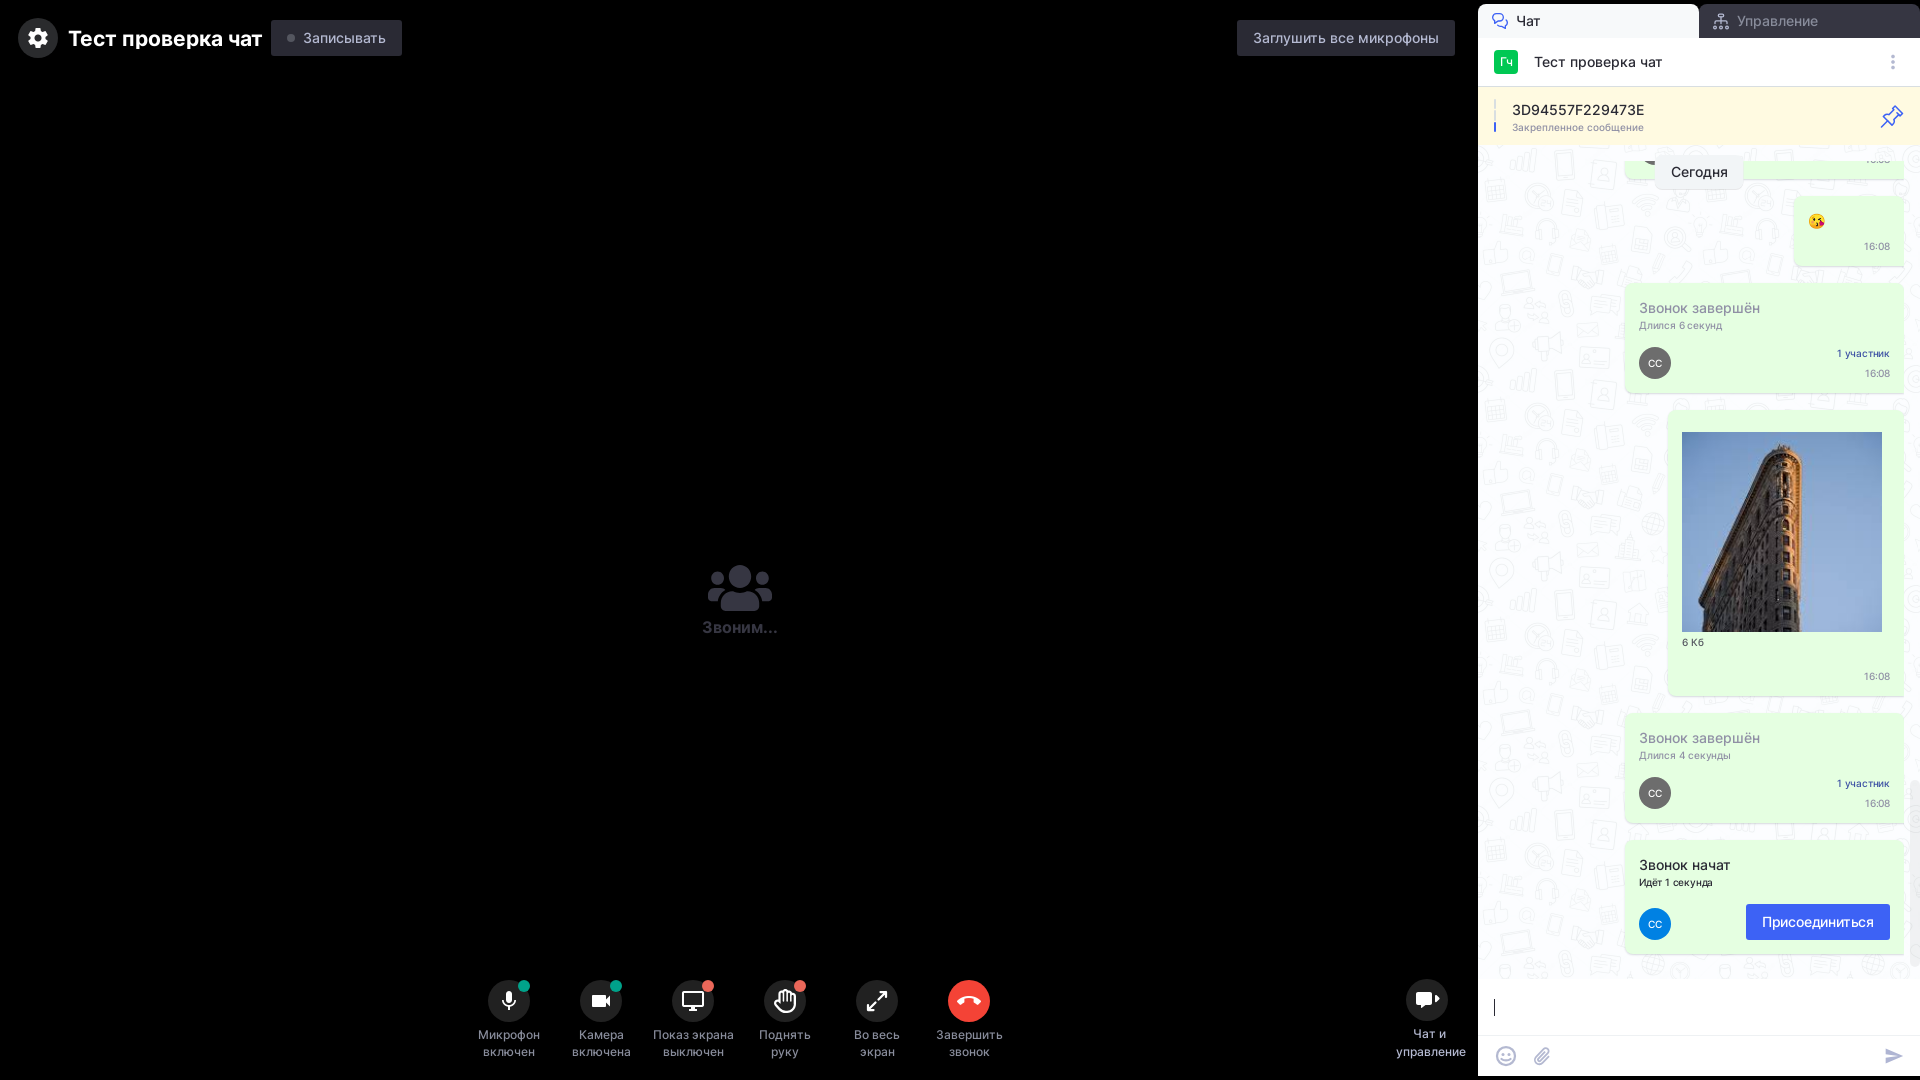 Тест проверка чат
Записывать
Заглушить все микрофоны
Звоним...
Микрофон
включен
Камера
включена
Показ экрана
выключен
Поднять
руку
Во весь
экран
Завершить
звонок
Чат и
управление
Чат
Управление
Гч
Тест проверка чат
3D94557F229473E
Закрепленное сообщение
Сегодня
16:08
Звонок завершён
Длился 6 секунд
СС
1 участник
16:08
6 Кб
16:08
Звонок завершён
Длился 4 секунды
СС
1 участник
16:08
Звонок начат
Идёт 1 секунда
СС
Присоединиться